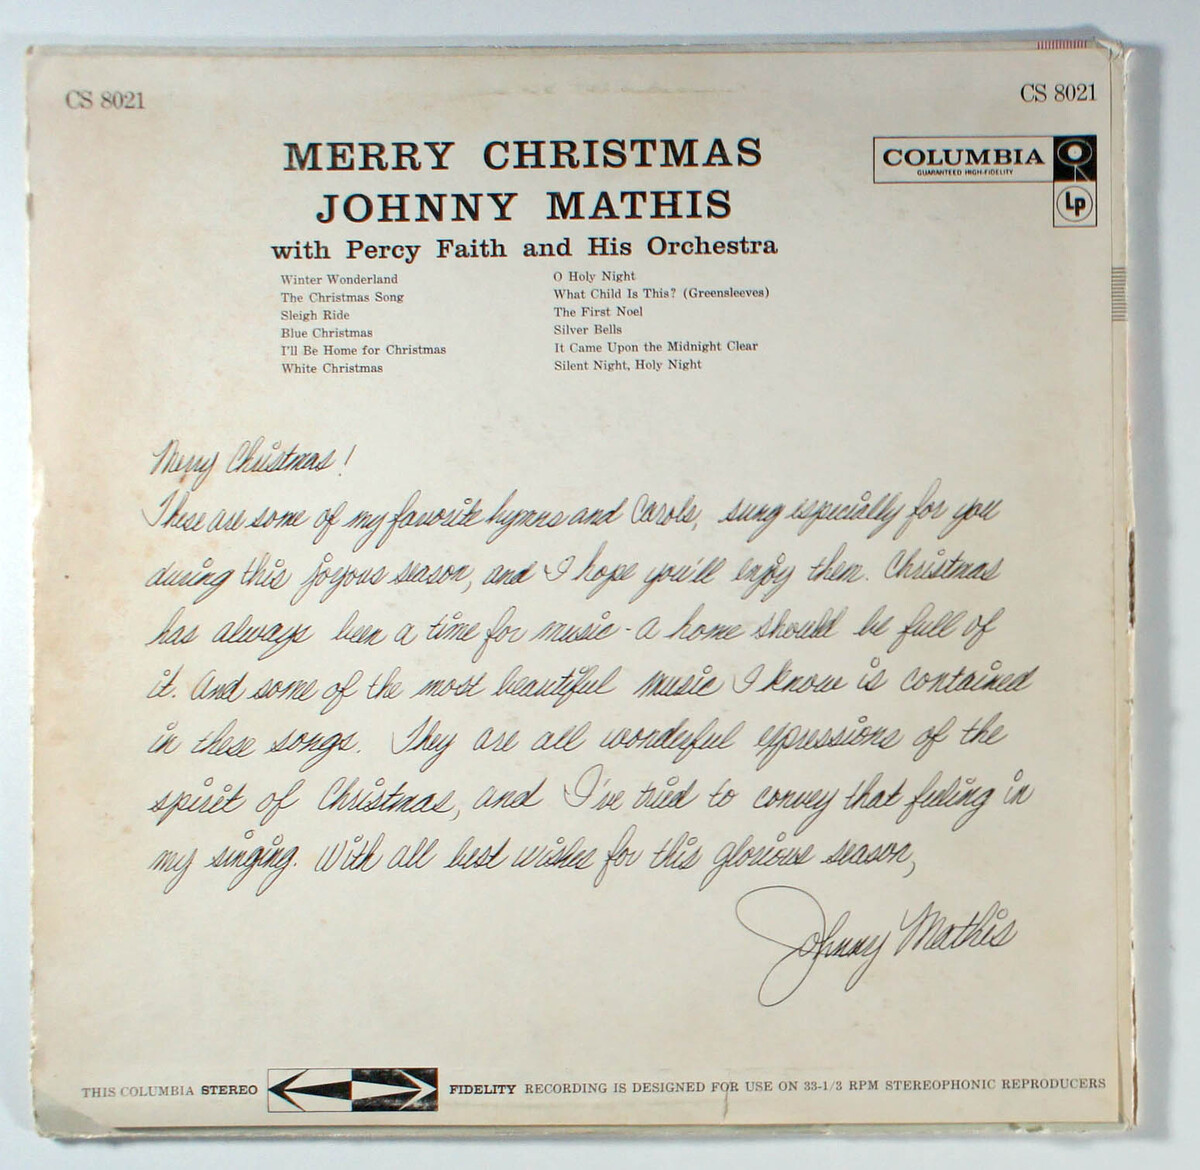 CS 8021
CS 8021
MERRY CHRISTMAS
JOHNNY MATHIS
with Percy Faith and His Orchestra
COLUMBIA
GUARANTEED HIGH-FIDELITY
Lp
Winter Wonderland
The Christmas Song
Sleigh Ride
Blue Christmas
I'll Be Home for Christmas
White Christmas
O Holy Night
What Child Is This? (Greensleeves)
The First Noel
Silver Bells
It Came Upon the Midnight Clear
Silent Night, Holy Night
Merry Christmas!
These are some of my favorite hymns and Carols, sung especially for you
during this joyous season, and I hope you'll enjoy them. Christmas
has always been a time for music - a home should be full of
it. And some of the most beautiful music I know is contained
in these songs. They are all wonderful expressions of the
spirit of Christmas, and I've tried to convey that feeling in
my singing. With all best wishes for this glorious season,
Johnny Mathis
THIS COLUMBIA STEREO FIDELITY RECORDING IS DESIGNED FOR USE ON 33-1/3 RPM STEREOPHONIC REPRODUCERS